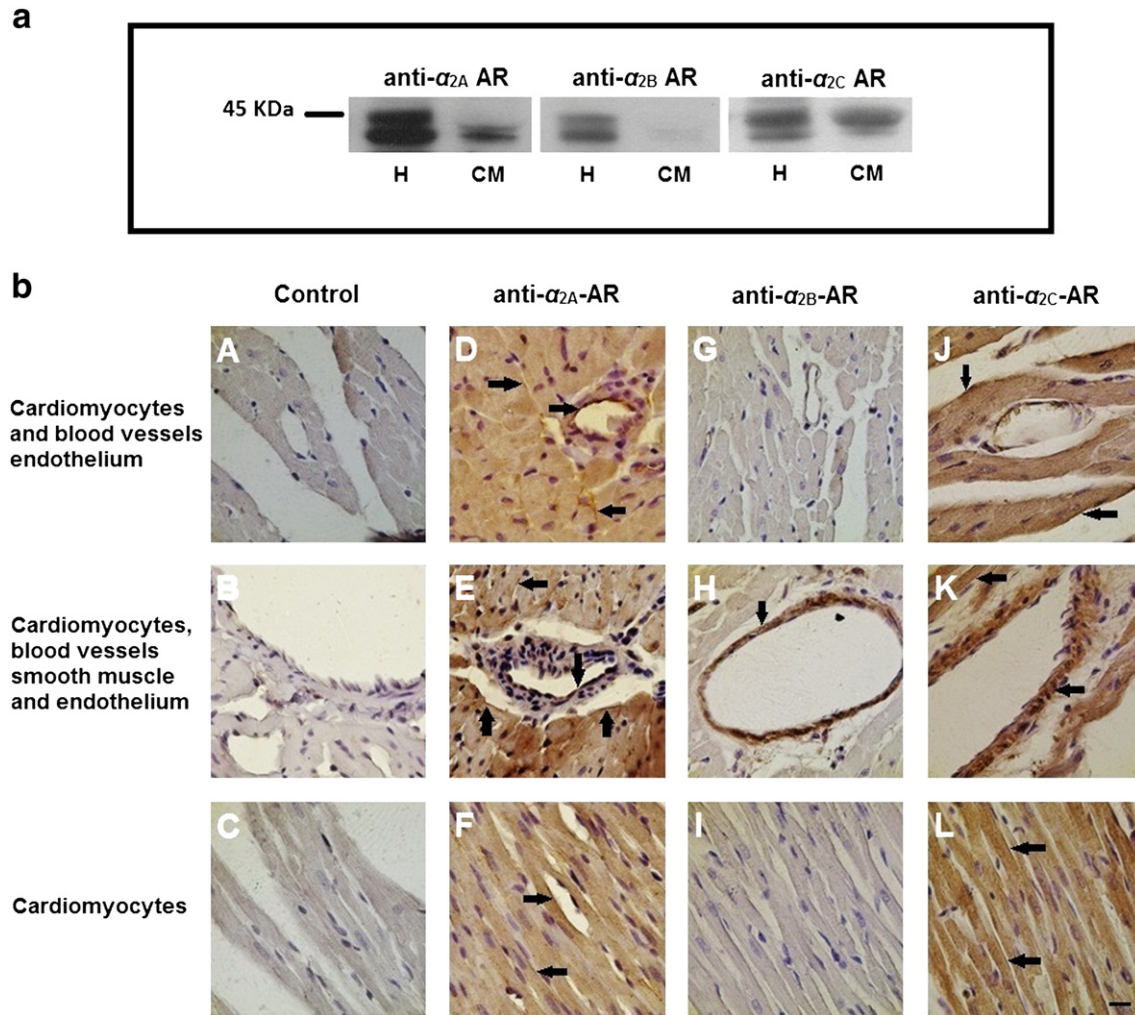 a
anti-α2A AR
anti-α2B AR
anti-α2C AR
45 KDa
H
CM
H
CM
H
CM
b
Control
anti-α2A-AR
anti-α2B-AR
anti-α2C-AR
A
D
G
J
Cardiomyocytes
and blood vessels
endothelium
B
E
H
K
Cardiomyocytes,
blood vessels
smooth muscle
and endothelium
C
F
I
L
Cardiomyocytes